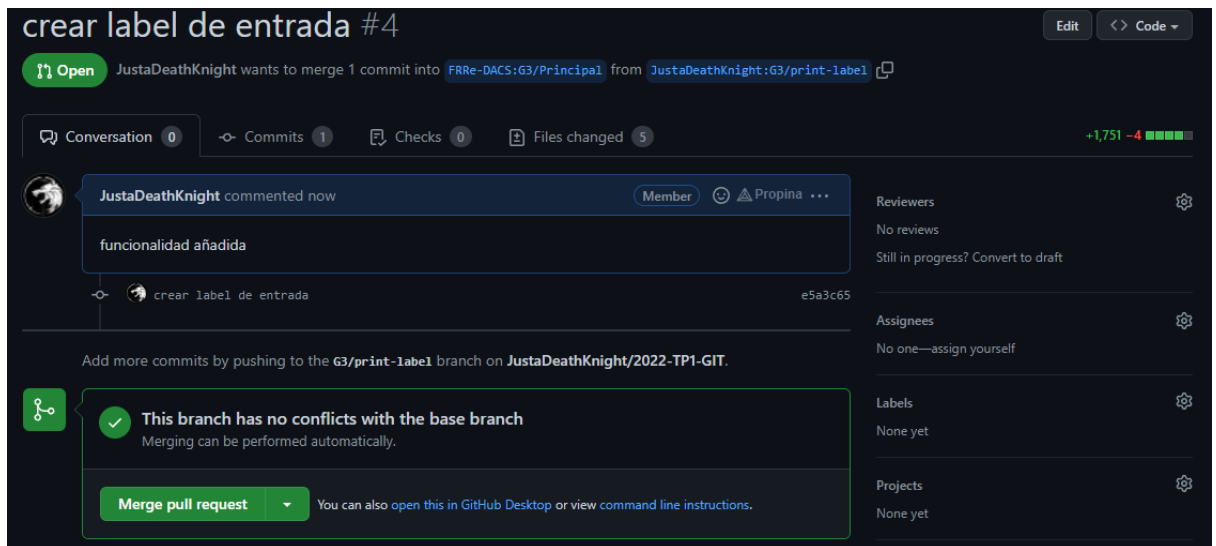 crear label de entrada #4
Edit
<> Code
Open
JustaDeathKnight wants to merge 1 commit into FRRe-DACS:G3/Principal from JustaDeathKnight:G3/print-label
Conversation 0
Commits 1
Checks 0
Files changed 5
+1,751 −4
JustaDeathKnight commented now
Member
Propina ...
funcionalidad añadida
crear label de entrada
e5a3c65
Add more commits by pushing to the G3/print-label branch on JustaDeathKnight/2022-TP1-GIT.
This branch has no conflicts with the base branch
Merging can be performed automatically.
Merge pull request
You can also open this in GitHub Desktop or view command line instructions.
Reviewers
No reviews
Still in progress? Convert to draft
Assignees
No one—assign yourself
Labels
None yet
Projects
None yet